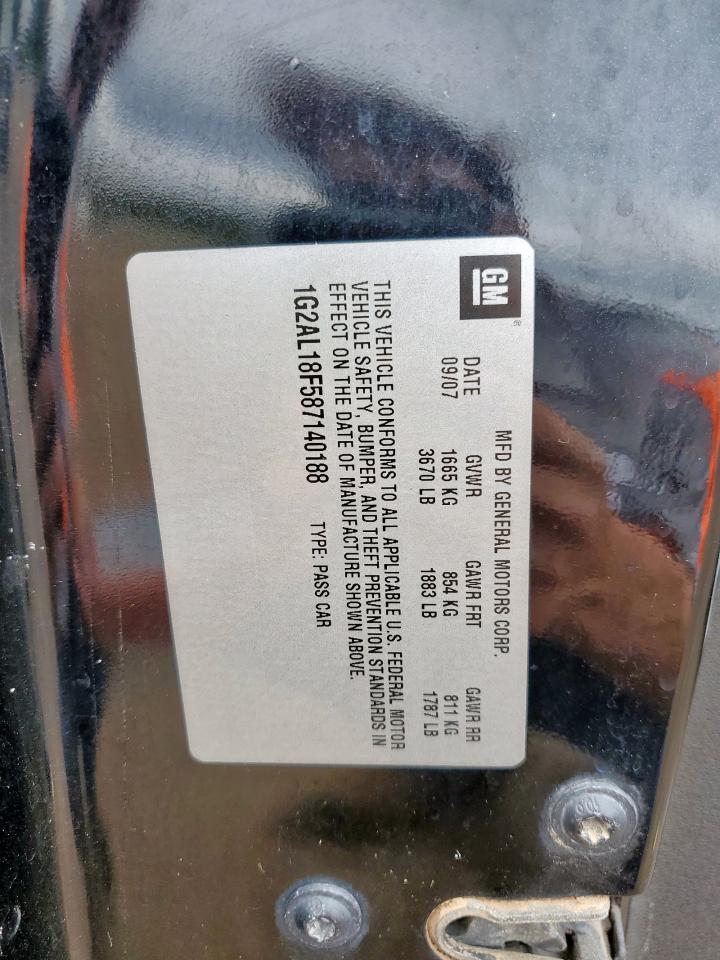 GM
®
MFD BY GENERAL MOTORS CORP.
DATE GVWR GAWR FRT GAWR RR
09/07 1665 KG 854 KG 811 KG
3670 LB 1883 LB 1787 LB
THIS VEHICLE CONFORMS TO ALL APPLICABLE U.S. FEDERAL MOTOR
VEHICLE SAFETY, BUMPER, AND THEFT PREVENTION STANDARDS IN
EFFECT ON THE DATE OF MANUFACTURE SHOWN ABOVE.
1G2AL18F587140188 TYPE: PASS CAR